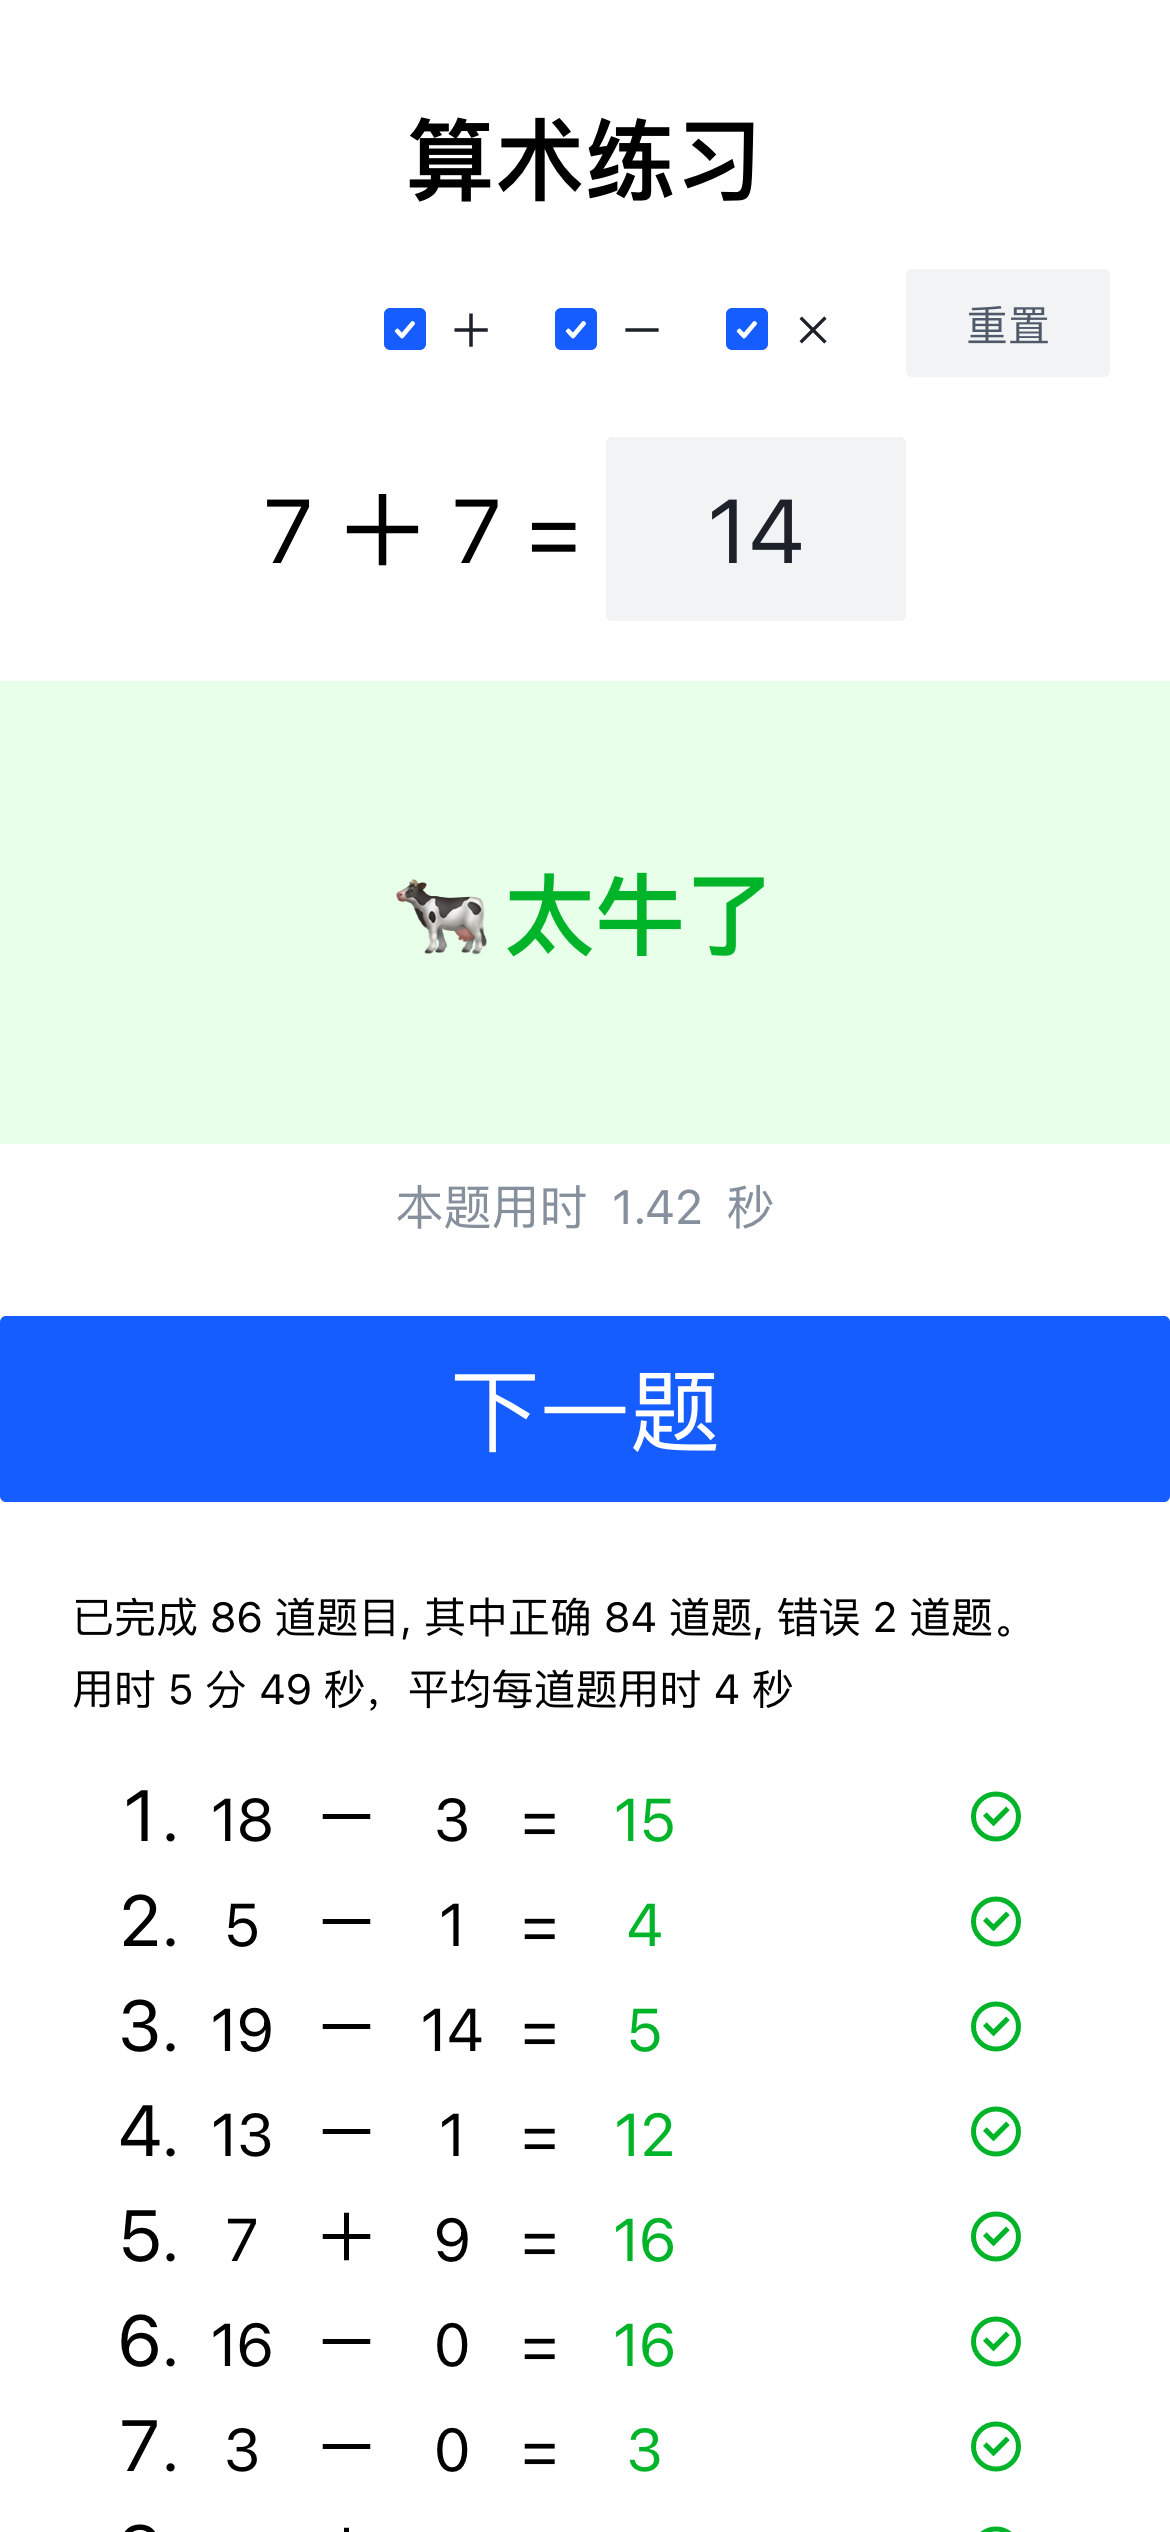 算术练习
+ − × 重置
7 + 7 = 14
🐄 太牛了
本题用时 1.42 秒
下一题
已完成 86 道题目, 其中正确 84 道题, 错误 2 道题。
用时 5 分 49 秒，平均每道题用时 4 秒
1. 18 − 3 = 15
2. 5 − 1 = 4
3. 19 − 14 = 5
4. 13 − 1 = 12
5. 7 + 9 = 16
6. 16 − 0 = 16
7. 3 − 0 = 3